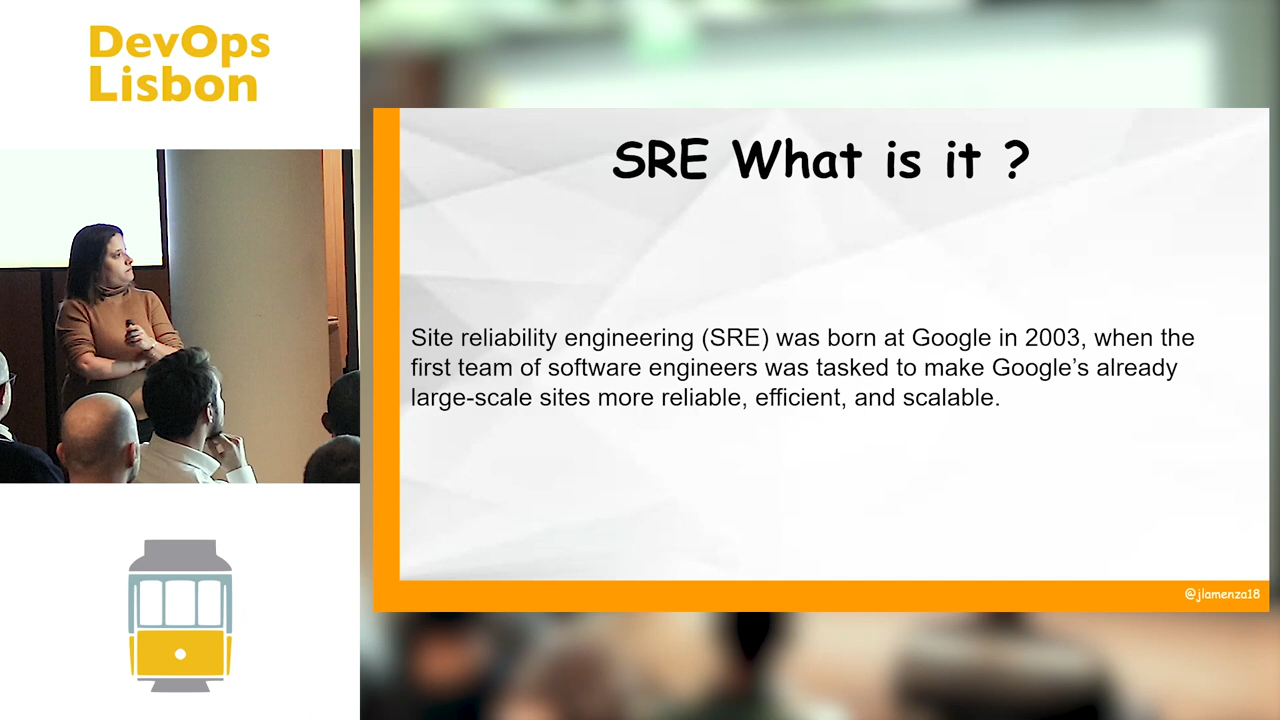 DevOps
Lisbon
SRE What is it ?
Site reliability engineering (SRE) was born at Google in 2003, when the
first team of software engineers was tasked to make Google’s already
large-scale sites more reliable, efficient, and scalable.
@jlamenza18